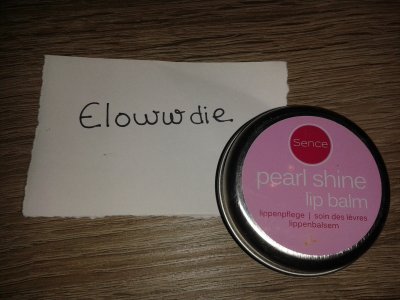 Elowwdie
Sence
pearl shine
lip balm
lippenpflege | soin des lèvres
lippenbalsem